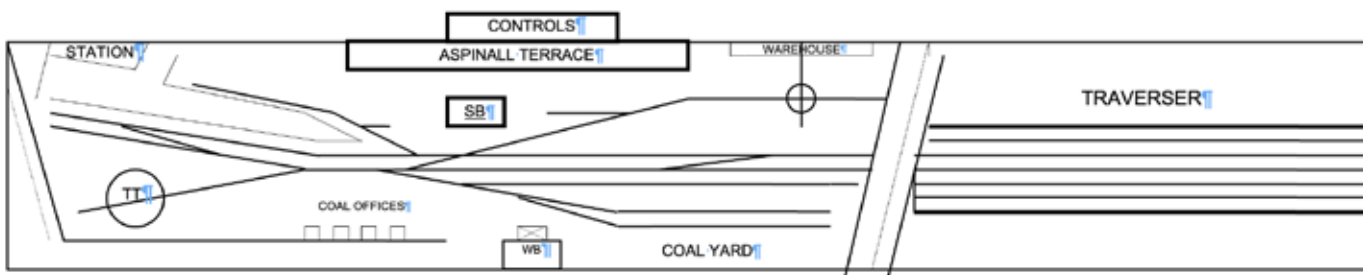 CONTROLS¶
STATION¶
ASPINALL TERRACE¶
WAREHOUSE¶
TRAVERSER¶
SB¶
TT¶
COAL OFFICES¶
WB¶
COAL YARD¶